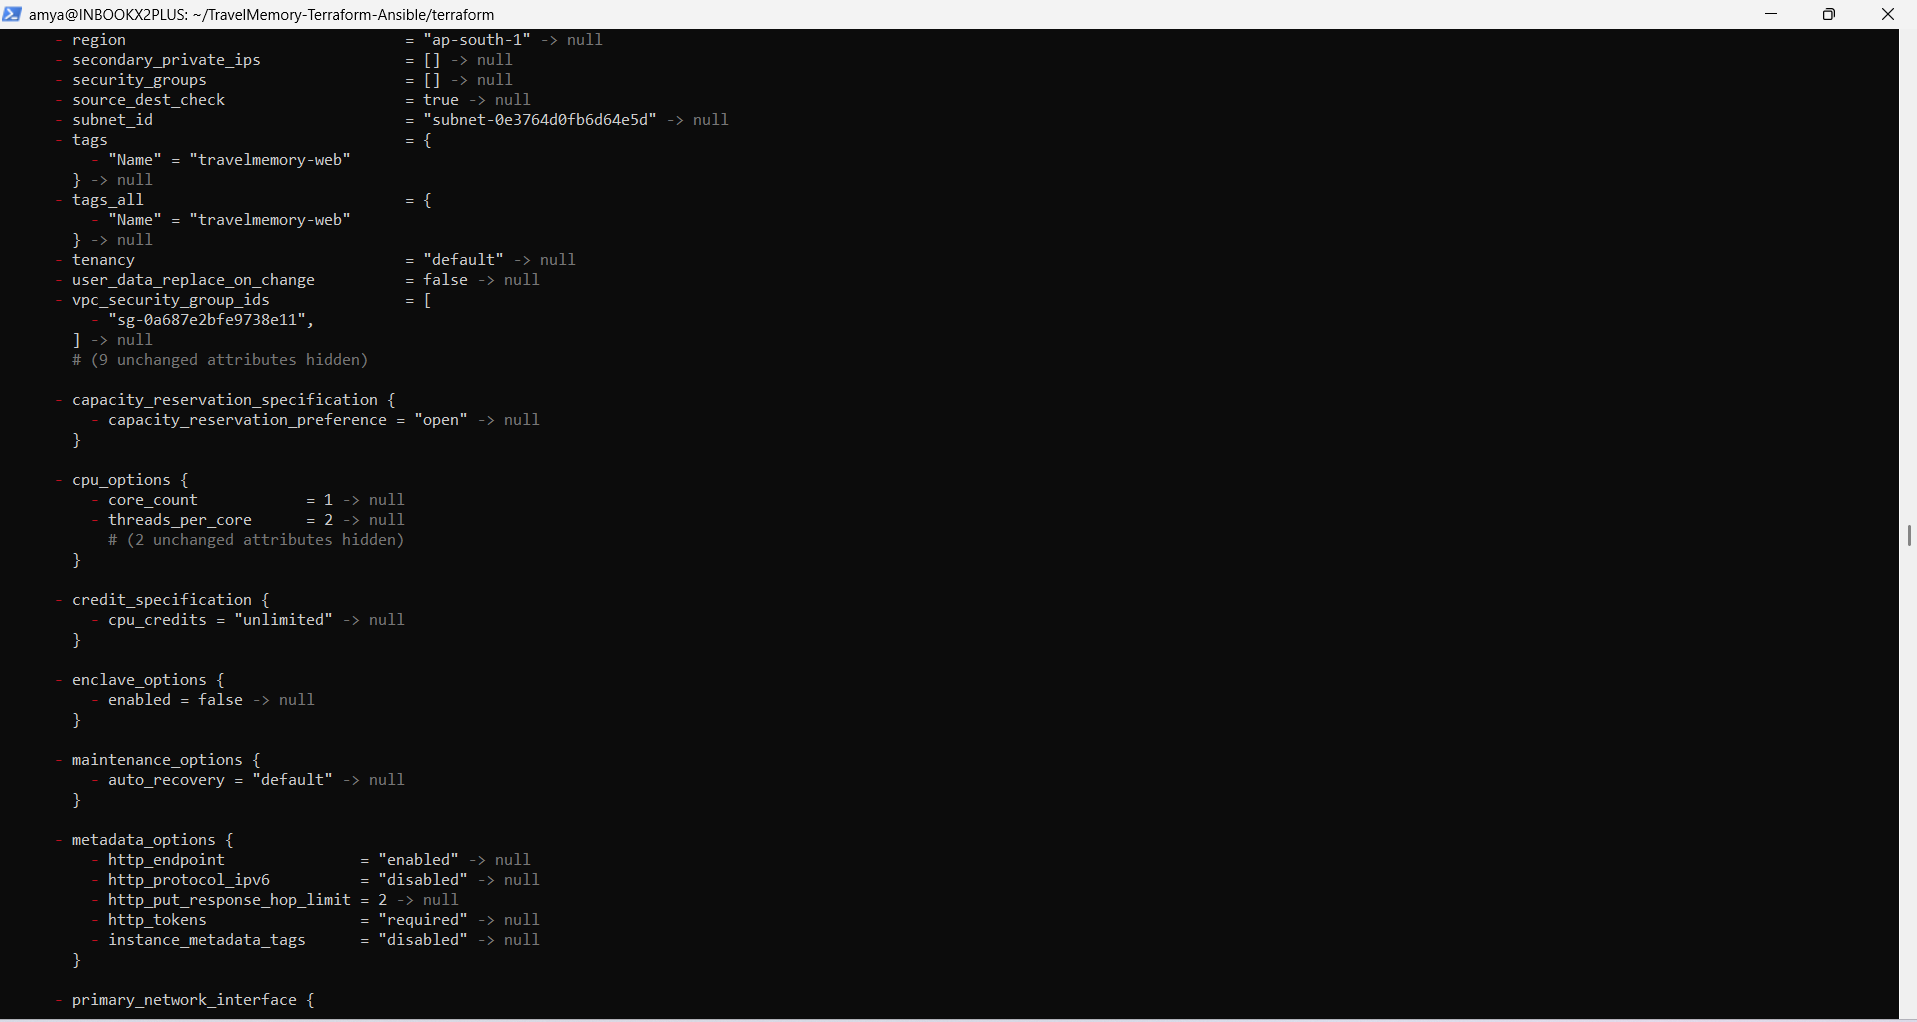 amya@INBOOKX2PLUS: ~/TravelMemory-Terraform-Ansible/terraform
- region = "ap-south-1" -> null
- secondary_private_ips = [] -> null
- security_groups = [] -> null
- source_dest_check = true -> null
- subnet_id = "subnet-0e3764d0fb6d64e5d" -> null
- tags = {
- "Name" = "travelmemory-web"
} -> null
- tags_all = {
- "Name" = "travelmemory-web"
} -> null
- tenancy = "default" -> null
- user_data_replace_on_change = false -> null
- vpc_security_group_ids = [
- "sg-0a687e2bfe9738e11",
] -> null
# (9 unchanged attributes hidden)
- capacity_reservation_specification {
- capacity_reservation_preference = "open" -> null
}
- cpu_options {
- core_count = 1 -> null
- threads_per_core = 2 -> null
# (2 unchanged attributes hidden)
}
- credit_specification {
- cpu_credits = "unlimited" -> null
}
- enclave_options {
- enabled = false -> null
}
- maintenance_options {
- auto_recovery = "default" -> null
}
- metadata_options {
- http_endpoint = "enabled" -> null
- http_protocol_ipv6 = "disabled" -> null
- http_put_response_hop_limit = 2 -> null
- http_tokens = "required" -> null
- instance_metadata_tags = "disabled" -> null
}
- primary_network_interface {